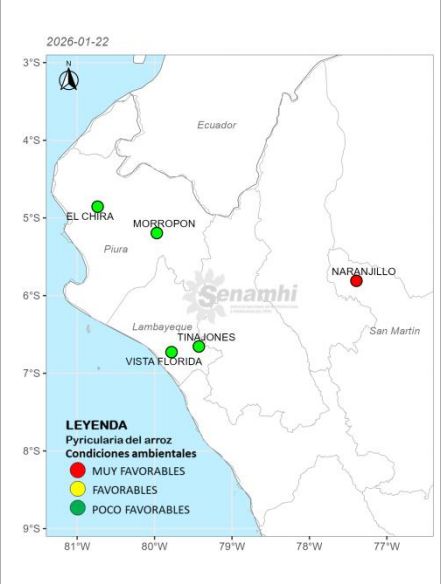 2026-01-22
3°S
N
4°S
Ecuador
5°S
EL CHIRA
MORROPON
Piura
NARANJILLO
6°S
Senamhi
Lambayeque
San Martín
TINAJONES
VISTA FLORIDA
7°S
LEYENDA
Pyricularia del arroz
Condiciones ambientales
8°S
MUY FAVORABLES
FAVORABLES
POCO FAVORABLES
9°S
81°W 80°W 79°W 78°W 77°W